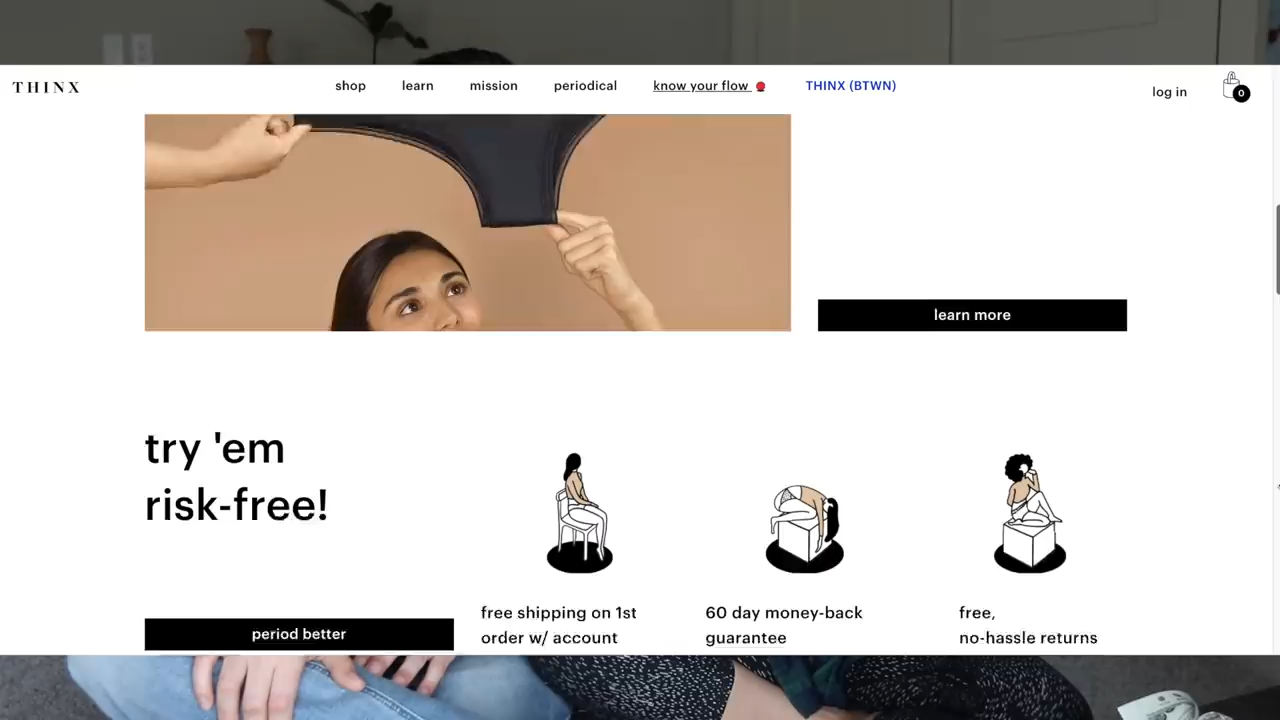 THINX
shop learn mission periodical know your flow THINX (BTWN)
log in
0
learn more
try 'em
risk-free!
period better
free shipping on 1st
order w/ account
60 day money-back
guarantee
free,
no-hassle returns